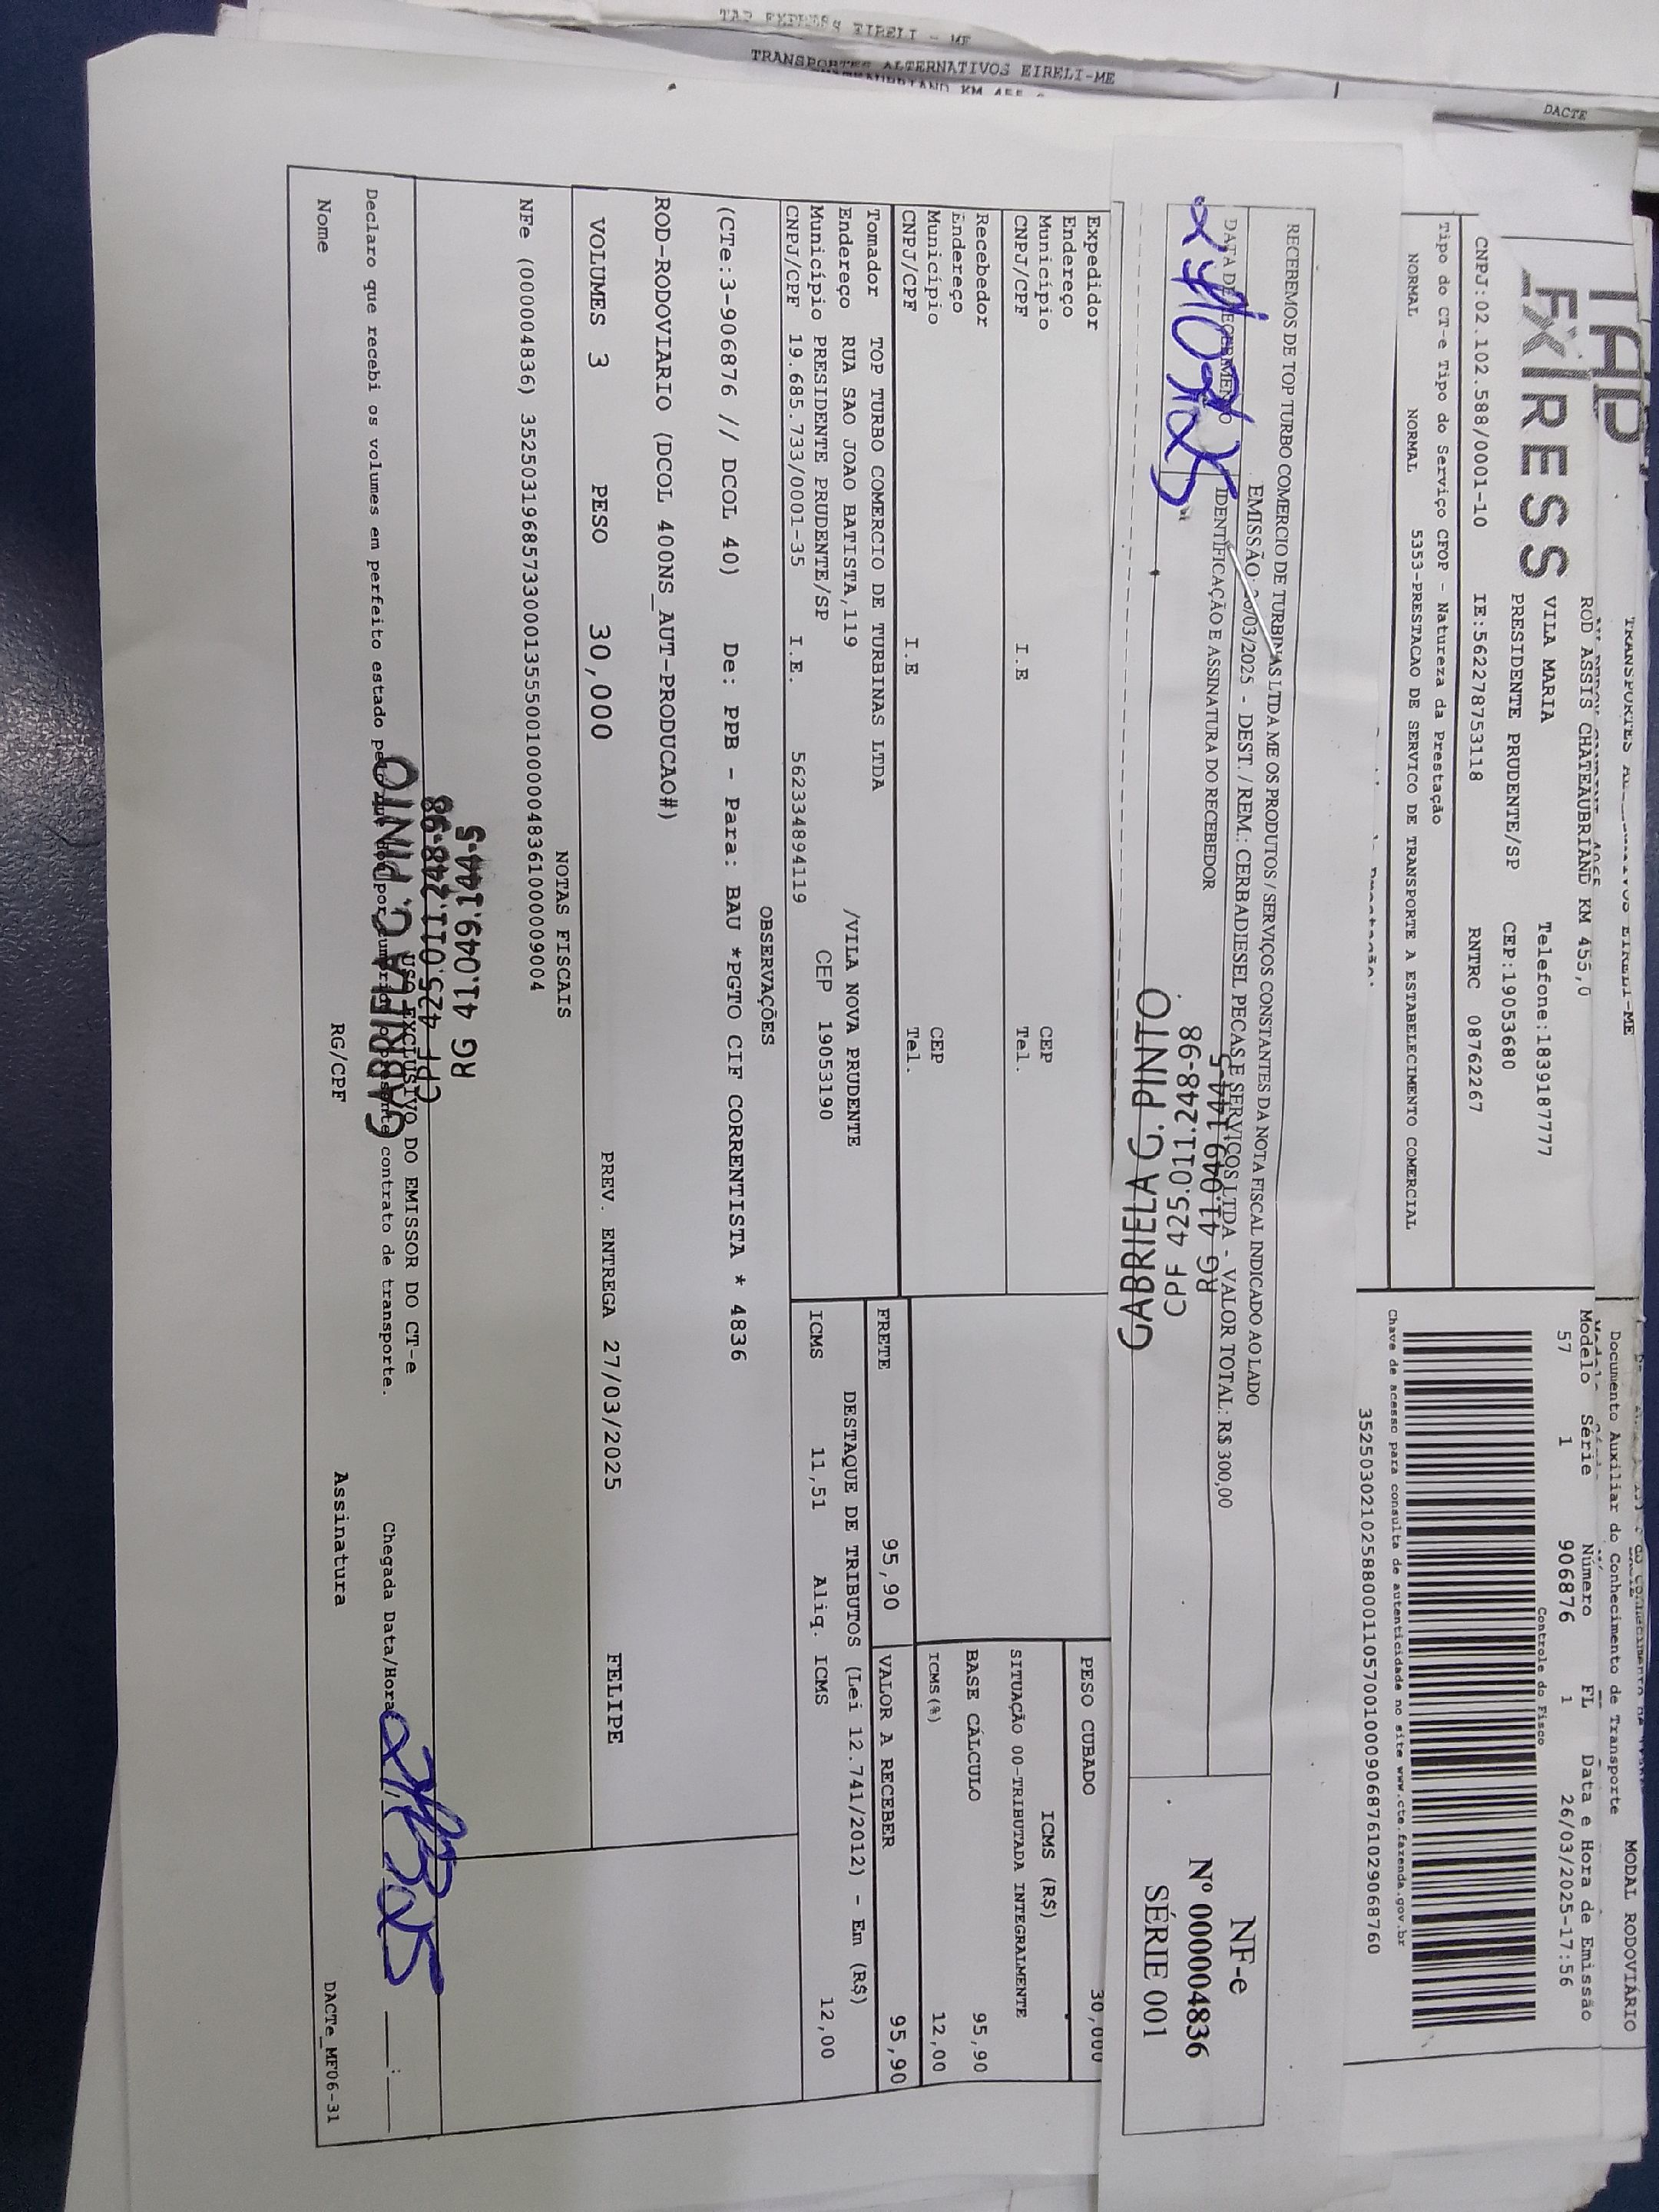 TAP EXPRESS EIRELI - ME
TRANSPORTES ALTERNATIVOS EIRELI-ME
DACTE
TAP
EXPRESS
ROD ASSIS CHATEAUBRIAND KM 455,0
VILA MARIA Telefone:1839187777
PRESIDENTE PRUDENTE/SP CEP:19053680
CNPJ:02.102.588/0001-10 IE:562278753118 RNTRC 08762267
Tipo do CT-e Tipo do Serviço CFOP - Natureza da Prestação
NORMAL NORMAL 5353-PRESTACAO DE SERVICO DE TRANSPORTE A ESTABELECIMENTO COMERCIAL
MODAL RODOVIÁRIO
Documento Auxiliar do Conhecimento de Transporte
Modelo Série Número FL Data e Hora de Emissão
57 1 906876 1 26/03/2025-17:56
Controle do Fisco
Chave de acesso para consulta de autenticidade no site www.cte.fazenda.gov.br
35250302102588000110570010009068761029068760
RECEBEMOS DE TOP TURBO COMERCIO DE TURBINAS LTDA ME OS PRODUTOS / SERVIÇOS CONSTANTES DA NOTA FISCAL INDICADO AO LADO
EMISSÃO: /03/2025 - DEST. / REM.: CERBADIESEL PECAS E SERVIÇOS LTDA - VALOR TOTAL: R$ 300,00
DATA DE RECEBIMENTO IDENTIFICAÇÃO E ASSINATURA DO RECEBEDOR
GABRIELA C. PINTO
CPF 425.011.248-98
RG 41.049.144-5
NF-e
Nº 000004836
SÉRIE 001
Expedidor
Endereço
Município CEP
CNPJ/CPF I.E Tel.
Recebedor
Endereço
Município CEP
CNPJ/CPF I.E Tel.
PESO CUBADO 30,000
ICMS (R$)
SITUAÇÃO 00-TRIBUTADA INTEGRALMENTE
BASE CÁLCULO 95,90
ICMS(%) 12,00
Tomador TOP TURBO COMERCIO DE TURBINAS LTDA
Endereço RUA SAO JOAO BATISTA,119 /VILA NOVA PRUDENTE
Município PRESIDENTE PRUDENTE/SP CEP 19053190
CNPJ/CPF 19.685.733/0001-35 I.E. 562334894119
FRETE 95,90 VALOR A RECEBER 95,90
DESTAQUE DE TRIBUTOS (Lei 12.741/2012) - Em (R$)
ICMS 11,51 Aliq. ICMS 12,00
OBSERVAÇÕES
(CTe:3-906876 // DCOL 40) De: PPB - Para: BAU *PGTO CIF CORRENTISTA * 4836
ROD-RODOVIARIO (DCOL 400NS_AUT-PRODUCAO#)
VOLUMES 3 PESO 30,000 PREV. ENTREGA 27/03/2025 FELIPE
NOTAS FISCAIS
NFe (000004836) 35250319685733000135550010000048361000009004
GABRIELA C. PINTO
CPF 425.011.248-98
RG 41.049.144-5
USO EXCLUSIVO DO EMISSOR DO CT-e
Declaro que recebi os volumes em perfeito estado contrato de transporte. Chegada Data/Hora
Nome RG/CPF Assinatura DACTe_MF06-31